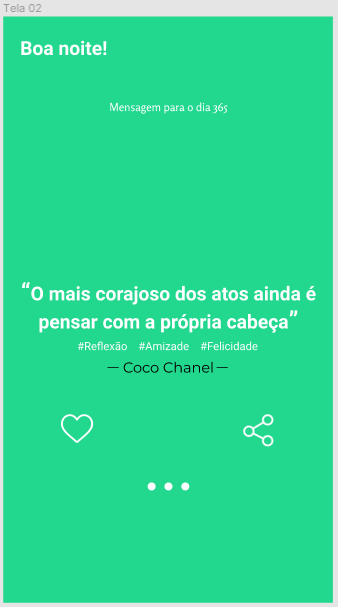 Tela 02
Boa noite!
Mensagem para o dia 365
“O mais corajoso dos atos ainda é
pensar com a própria cabeça”
#Reflexão #Amizade #Felicidade
— Coco Chanel —